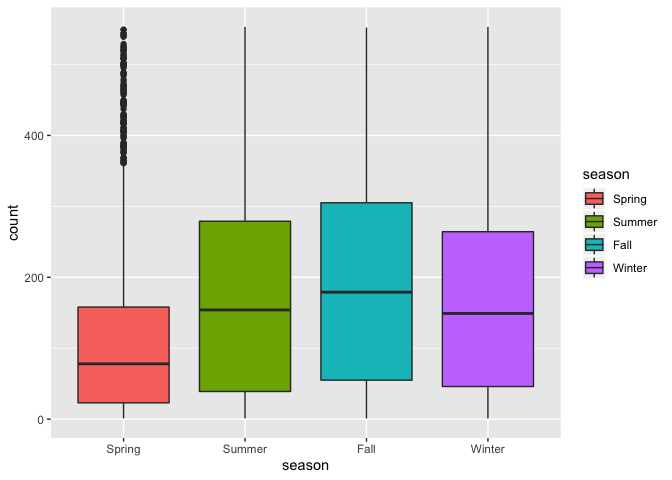 400
200
0
count
Spring
Summer
Fall
Winter
season
season
Spring
Summer
Fall
Winter